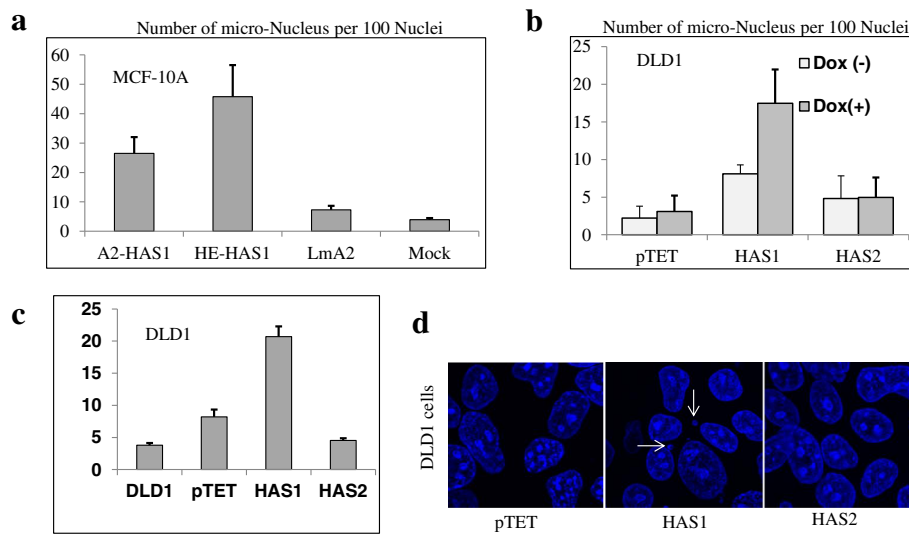 a
Number of micro-Nucleus per 100 Nuclei
MCF-10A
60
50
40
30
20
10
0
A2-HAS1 HE-HAS1 LmA2 Mock
b
Number of micro-Nucleus per 100 Nuclei
DLD1
Dox (-)
Dox(+)
25
20
15
10
5
0
pTET HAS1 HAS2
c
DLD1
25
20
15
10
5
0
DLD1 pTET HAS1 HAS2
d
DLD1 cells
pTET HAS1 HAS2